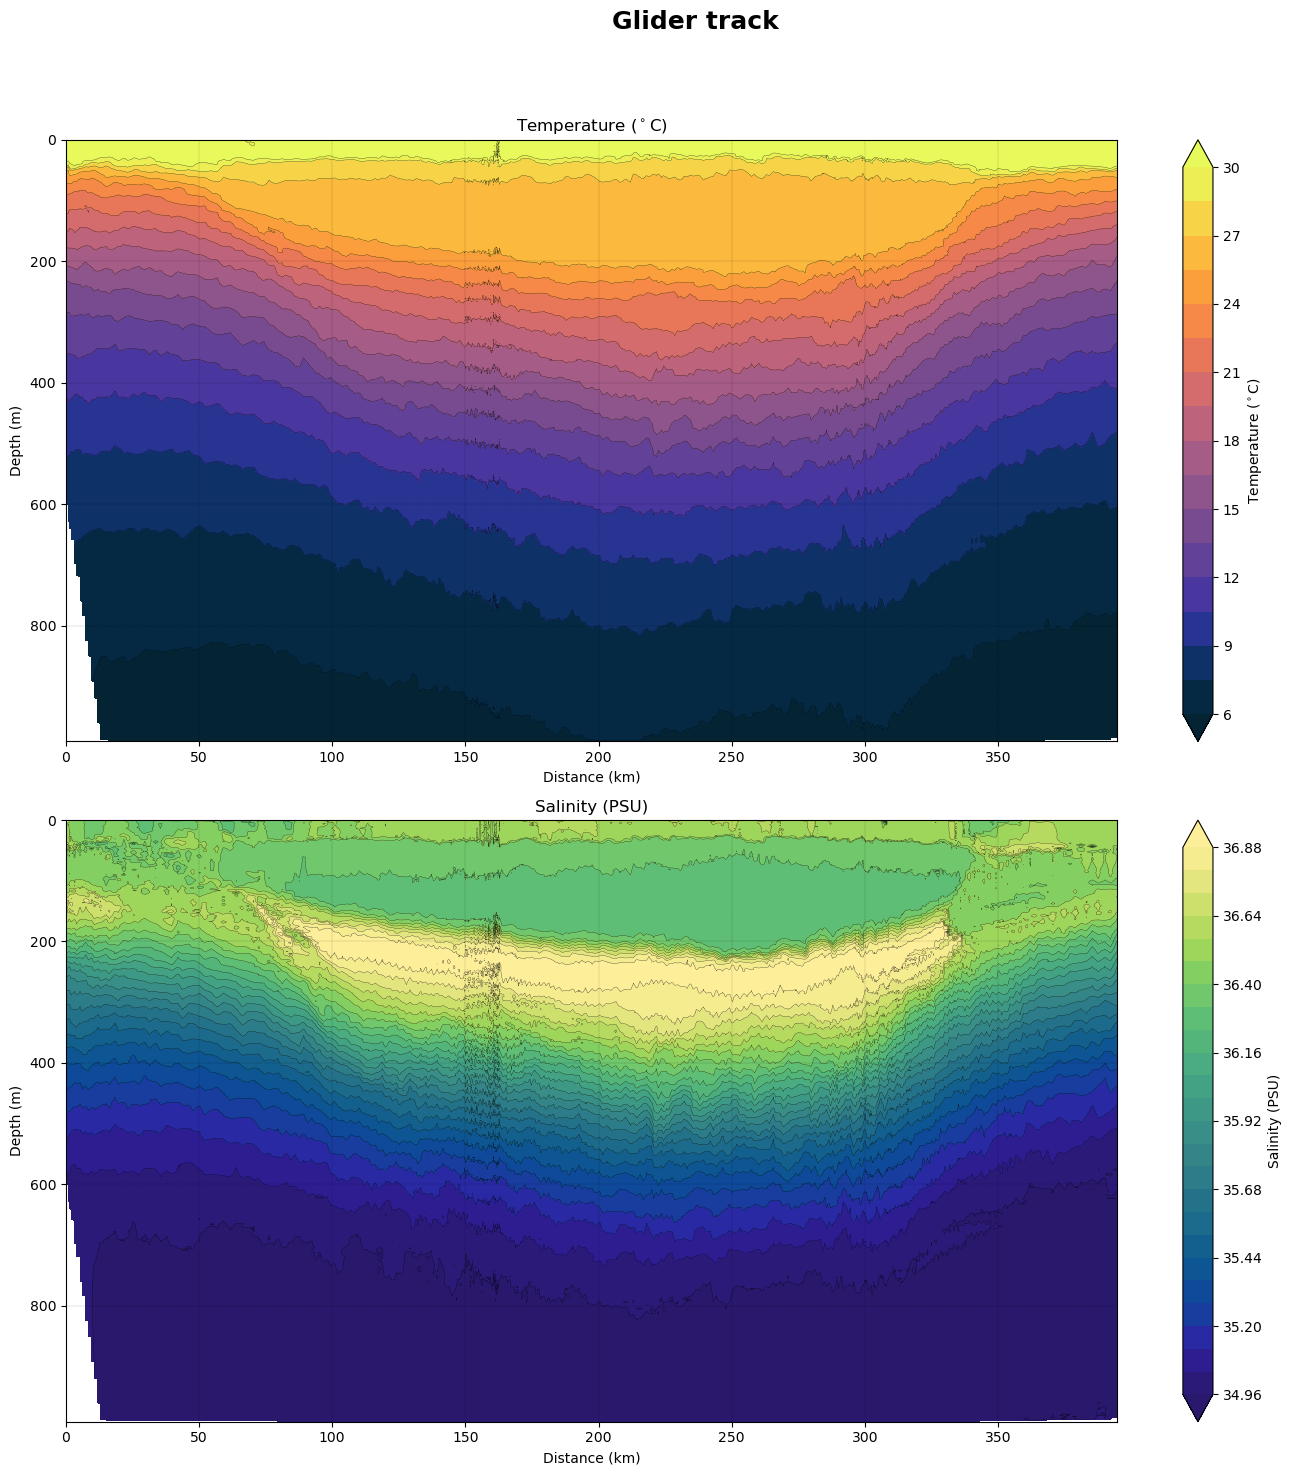 Glider track
Temperature (°C)
0
200
400
600
800
Depth (m)
0 50 100 150 200 250 300 350
Distance (km)
30
27
24
21
18
15
12
9
6
Temperature (°C)
Salinity (PSU)
0
200
400
600
800
Depth (m)
0 50 100 150 200 250 300 350
Distance (km)
36.88
36.64
36.40
36.16
35.92
35.68
35.44
35.20
34.96
Salinity (PSU)